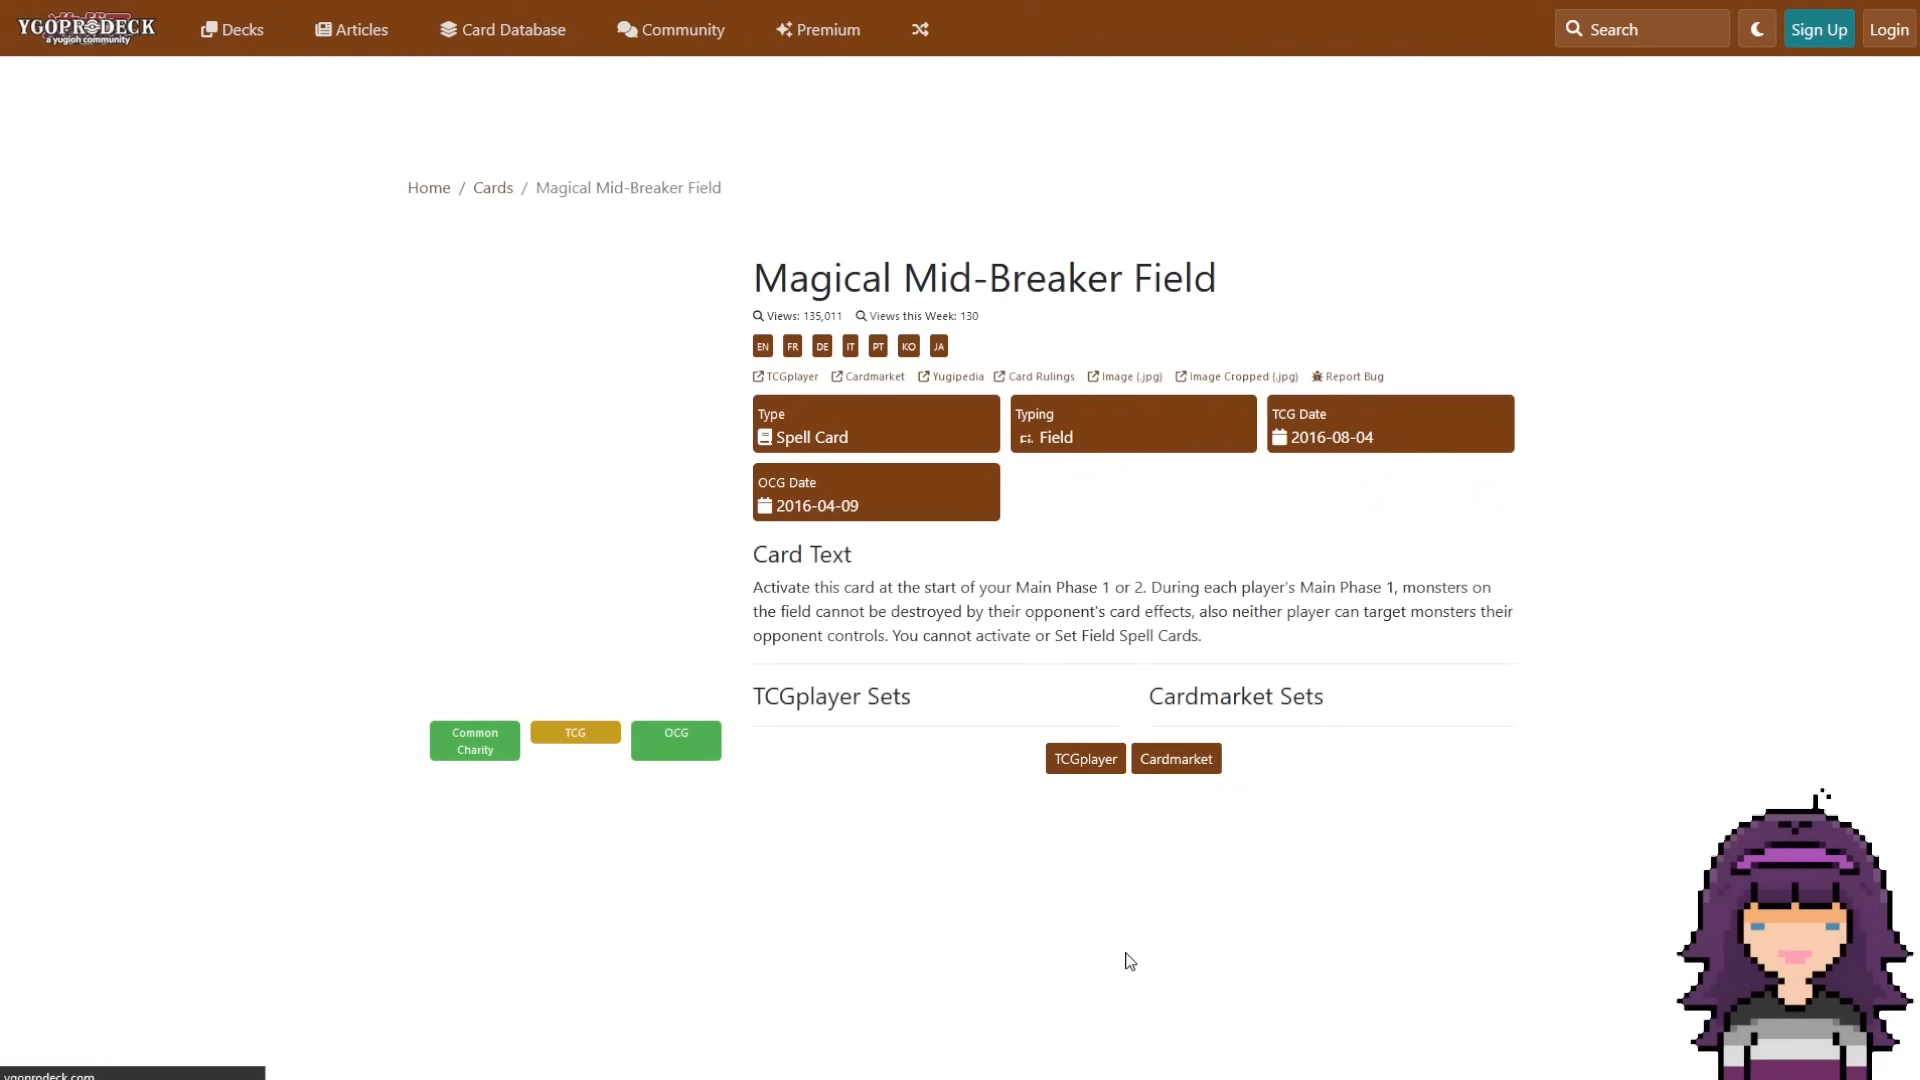 YGOPRODECK
a yugioh community
Decks
Articles
Card Database
Community
Premium
Search
Sign Up
Login
Home / Cards / Magical Mid-Breaker Field
Magical Mid-Breaker Field
Views: 135,011 Views this Week: 130
EN FR DE IT PT KO JA
TCGplayer Cardmarket Yugipedia Card Rulings Image (.jpg) Image Cropped (.jpg) Report Bug
Type
Spell Card
Typing
Field
TCG Date
2016-08-04
OCG Date
2016-04-09
Card Text
Activate this card at the start of your Main Phase 1 or 2. During each player's Main Phase 1, monsters on
the field cannot be destroyed by their opponent's card effects, also neither player can target monsters their
opponent controls. You cannot activate or Set Field Spell Cards.
TCGplayer Sets
Cardmarket Sets
Common
Charity
TCG
OCG
TCGplayer
Cardmarket
ygoprodeck.com